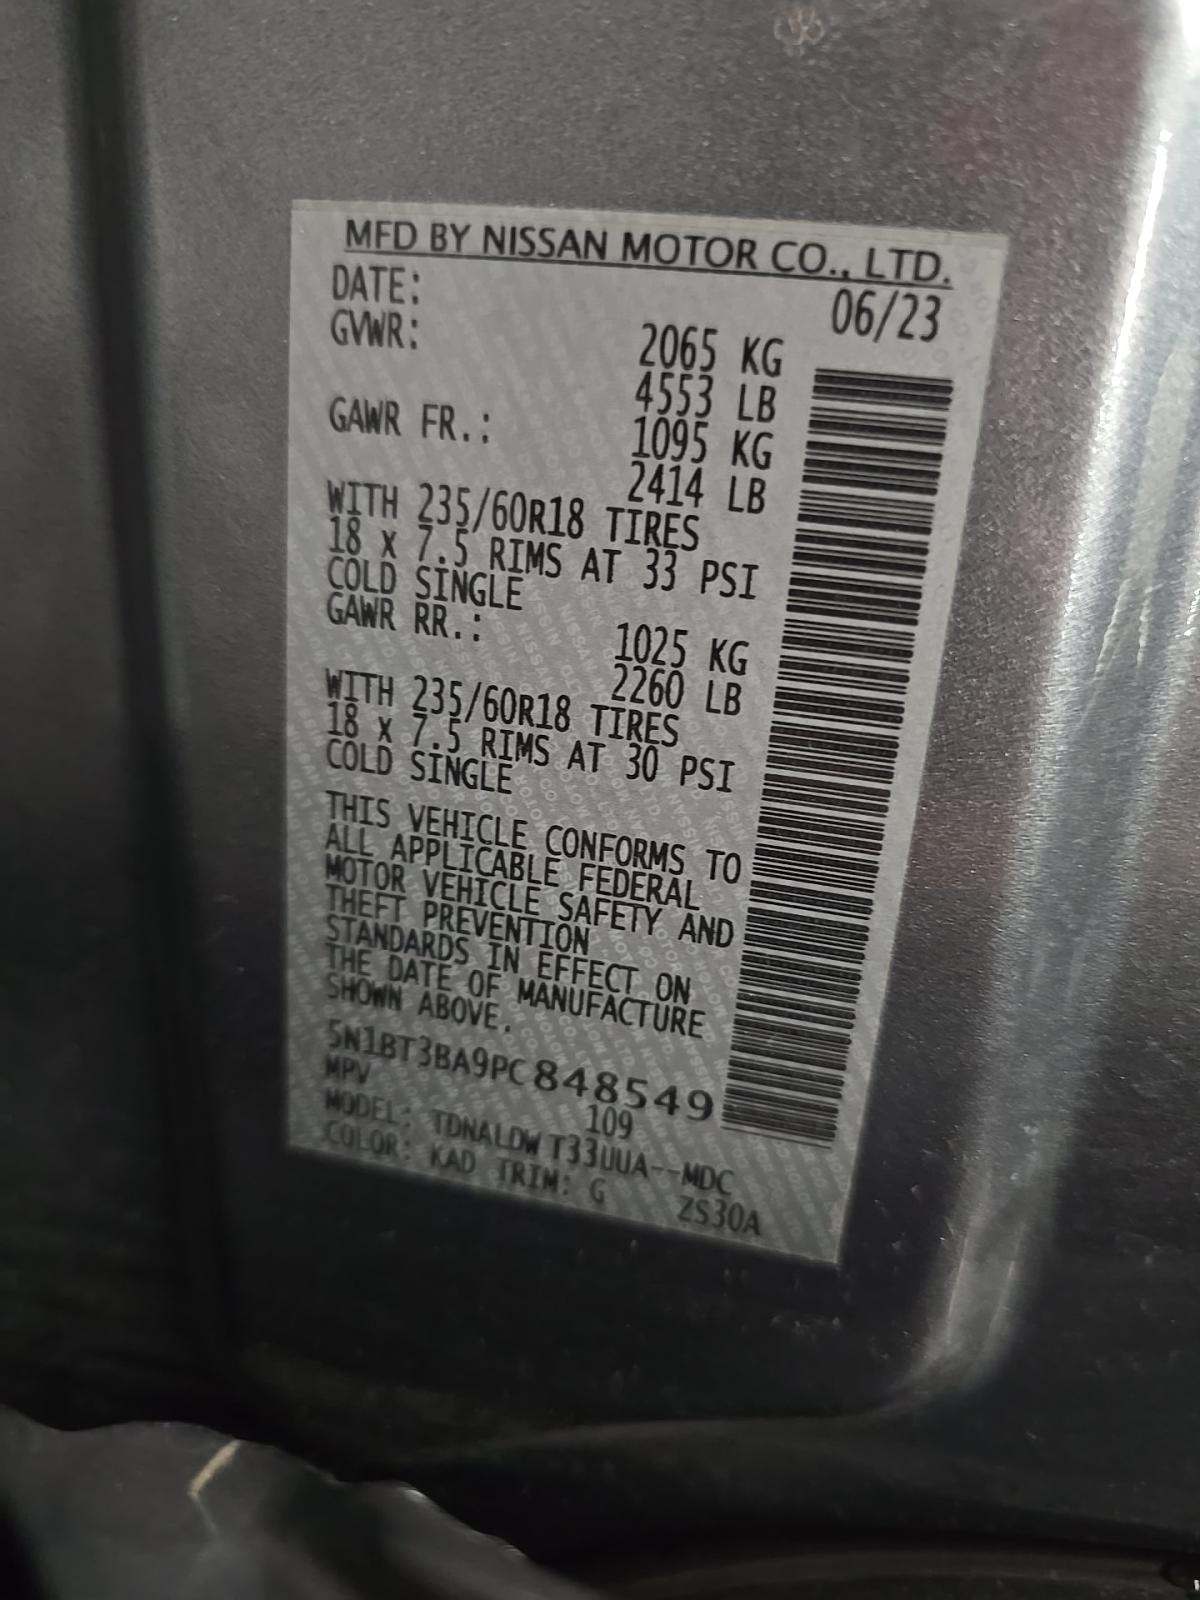 MFD BY NISSAN MOTOR CO., LTD.
DATE: 06/23
GVWR: 2065 KG
4553 LB
GAWR FR.: 1095 KG
2414 LB
WITH 235/60R18 TIRES
18 x 7.5 RIMS AT 33 PSI
COLD SINGLE
GAWR RR.: 1025 KG
2260 LB
WITH 235/60R18 TIRES
18 x 7.5 RIMS AT 30 PSI
COLD SINGLE
THIS VEHICLE CONFORMS TO
ALL APPLICABLE FEDERAL
MOTOR VEHICLE SAFETY AND
THEFT PREVENTION
STANDARDS IN EFFECT ON
THE DATE OF MANUFACTURE
SHOWN ABOVE.
5N1BT3BA9PC848549
MPV 109
MODEL: TDNALDW T33UUA--MDC
COLOR: KAD TRIM: G ZS30A